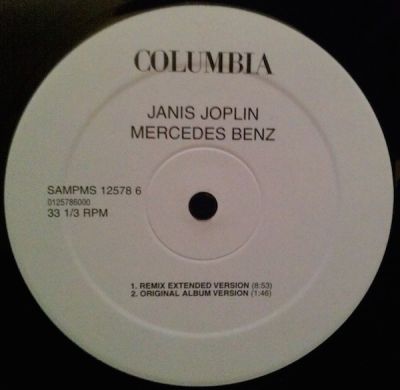 COLUMBIA
JANIS JOPLIN
MERCEDES BENZ
SAMPMS 12578 6
0125786000
33 1/3 RPM
1. REMIX EXTENDED VERSION (8:53)
2. ORIGINAL ALBUM VERSION (1:46)